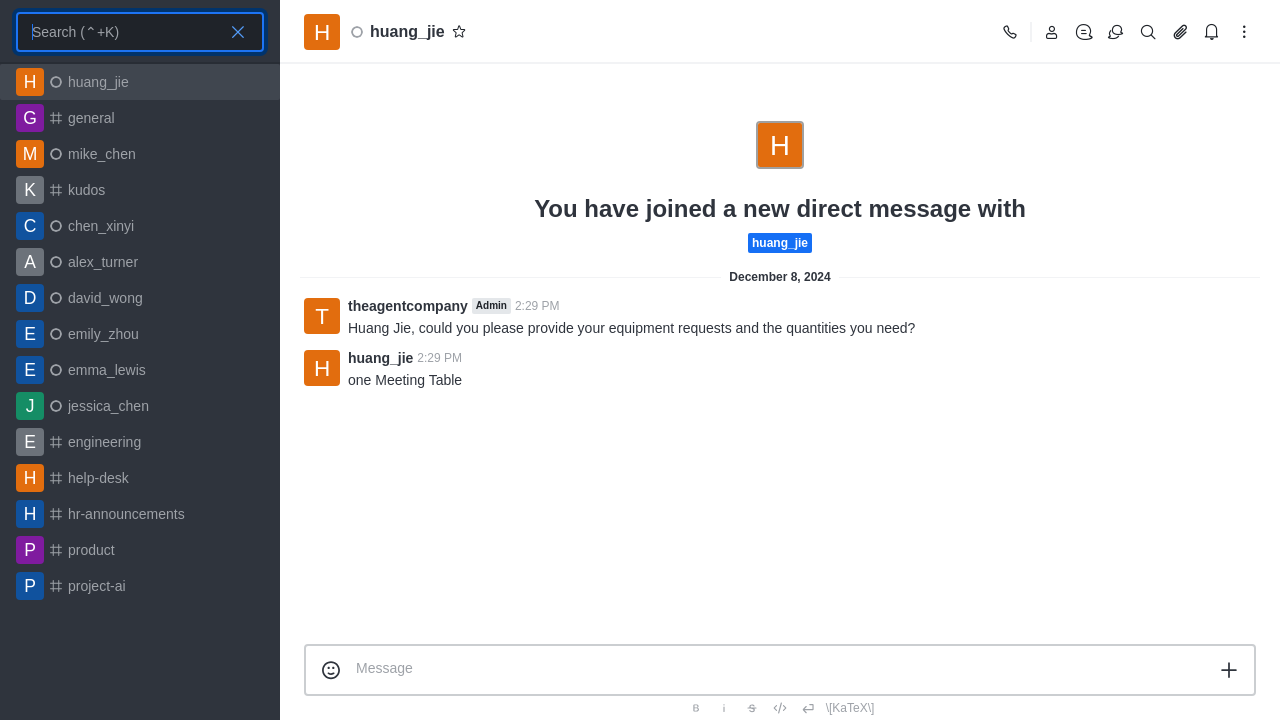 Search (⌃+K)
H huang_jie
G general
M mike_chen
K kudos
C chen_xinyi
A alex_turner
D david_wong
E emily_zhou
E emma_lewis
J jessica_chen
E engineering
H help-desk
H hr-announcements
P product
P project-ai
H huang_jie
H
You have joined a new direct message with
huang_jie
December 8, 2024
T theagentcompany Admin 2:29 PM
Huang Jie, could you please provide your equipment requests and the quantities you need?
H huang_jie 2:29 PM
one Meeting Table
Message
B i S \[KaTeX\]